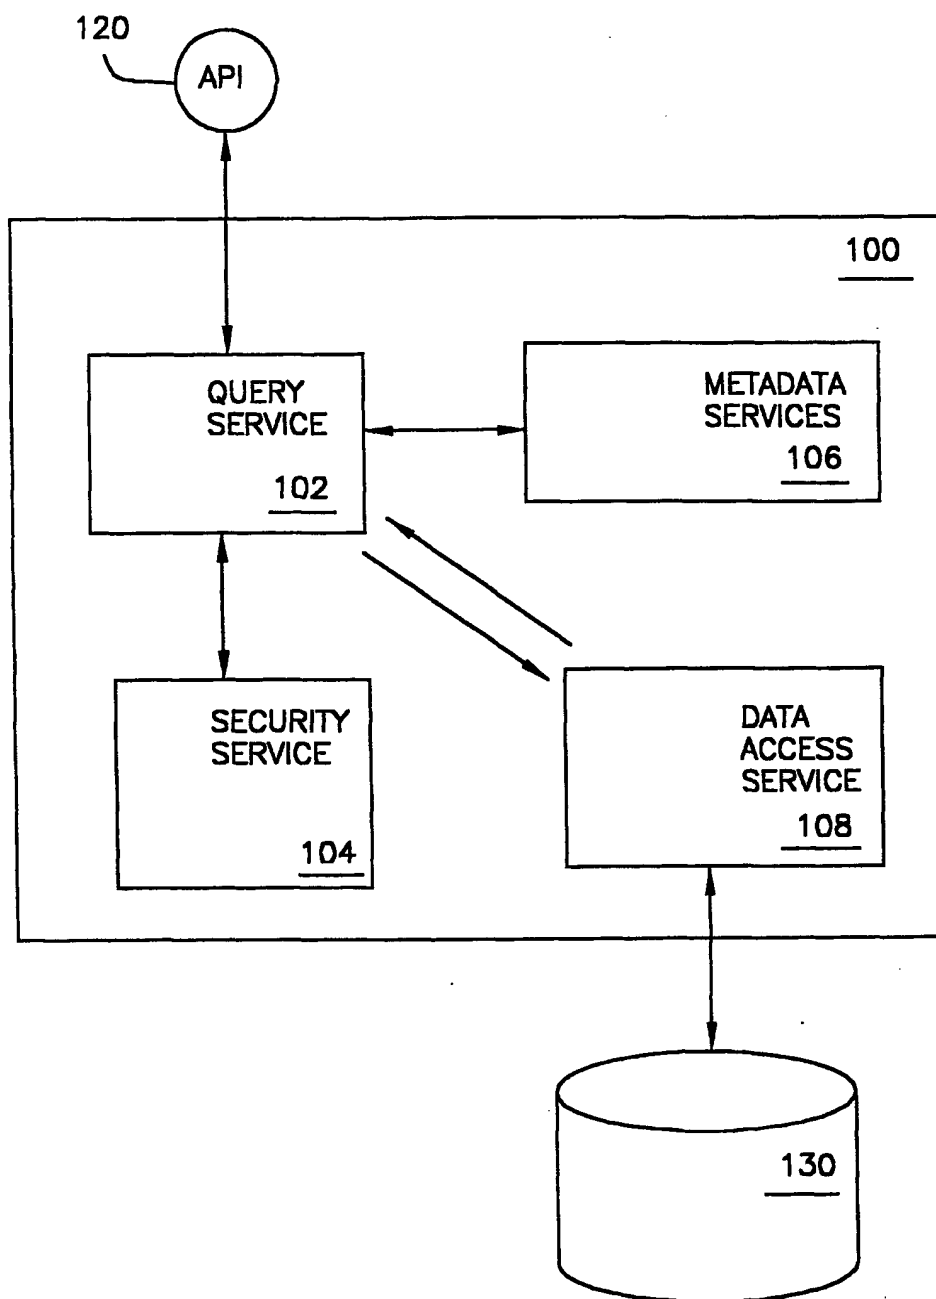 120
API
100
QUERY
SERVICE
102
METADATA
SERVICES
106
SECURITY
SERVICE
104
DATA
ACCESS
SERVICE
108
130